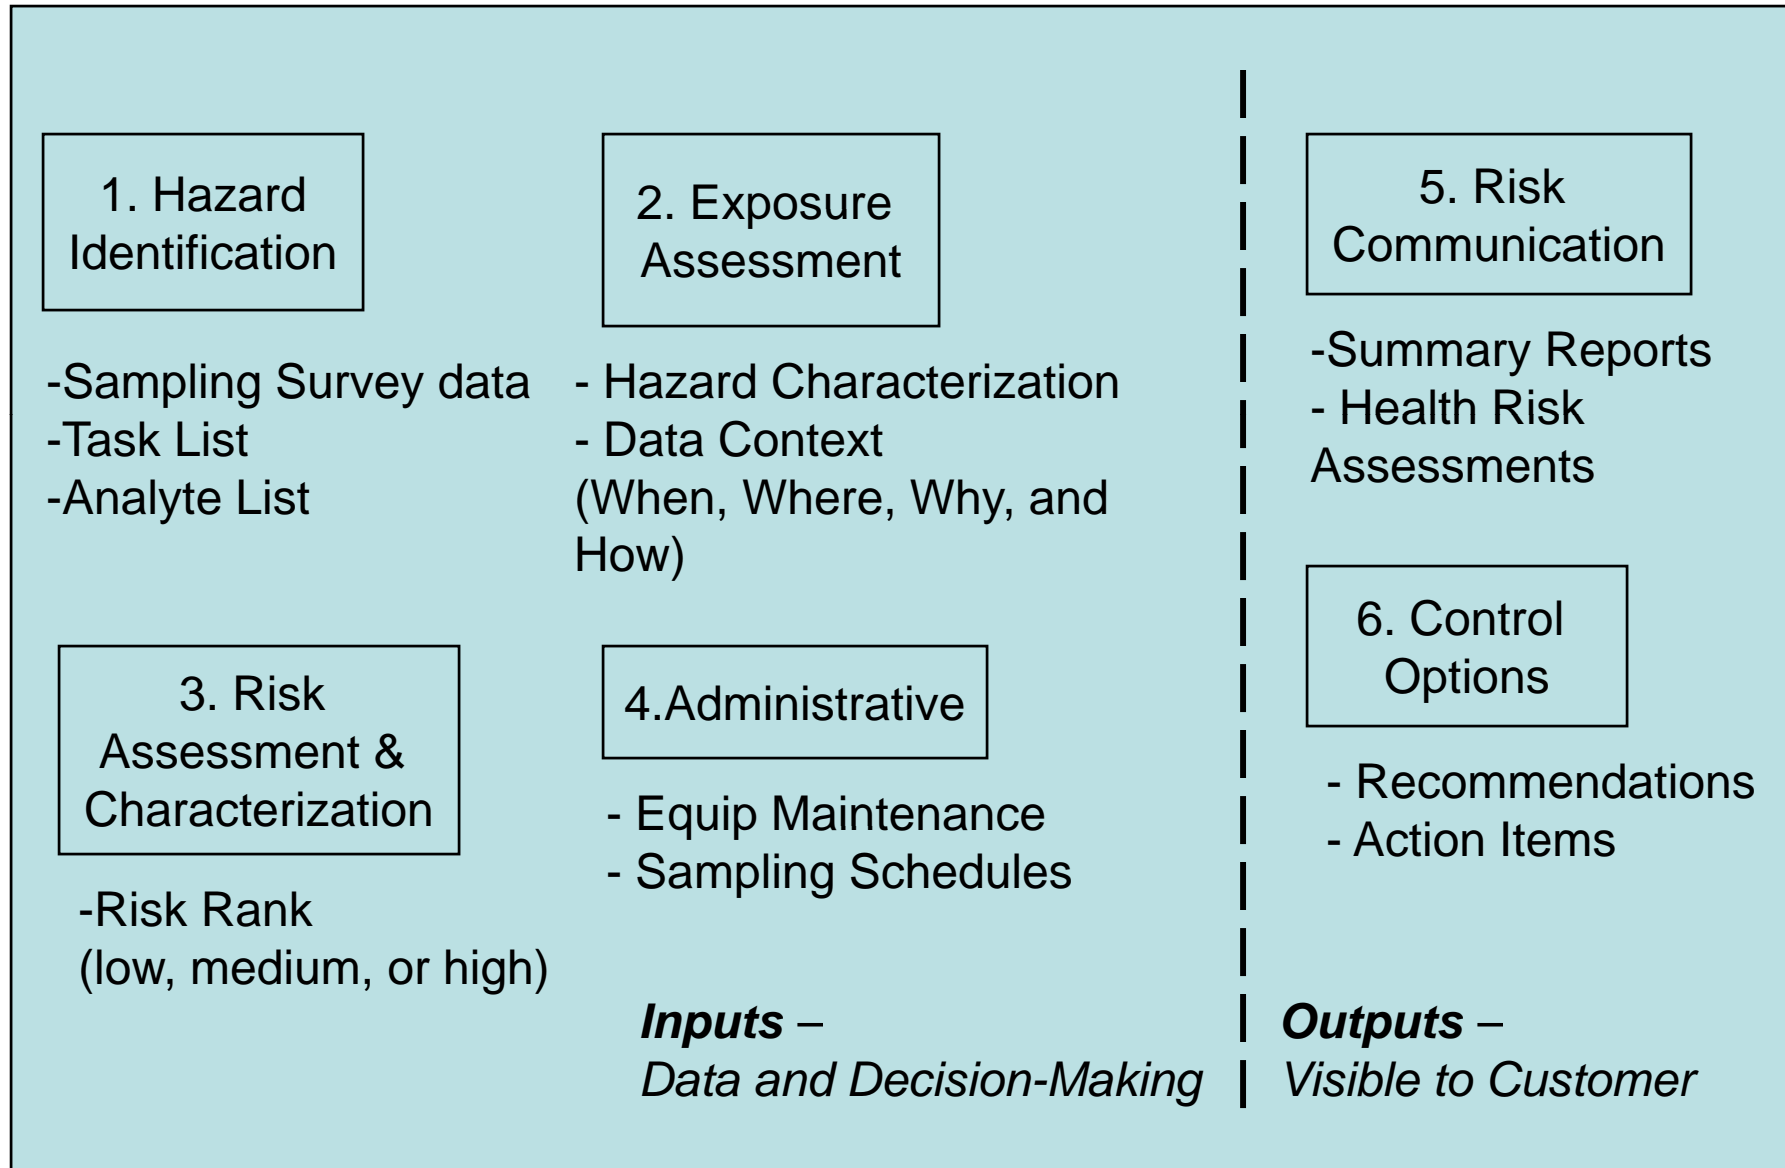 1. Hazard
Identification
-Sampling Survey data
-Task List
-Analyte List
2. Exposure
Assessment
- Hazard Characterization
- Data Context
(When, Where, Why, and
How)
3. Risk
Assessment &
Characterization
-Risk Rank
(low, medium, or high)
4.Administrative
- Equip Maintenance
- Sampling Schedules
Inputs –
Data and Decision-Making
5. Risk
Communication
-Summary Reports
- Health Risk
Assessments
6. Control
Options
- Recommendations
- Action Items
Outputs –
Visible to Customer